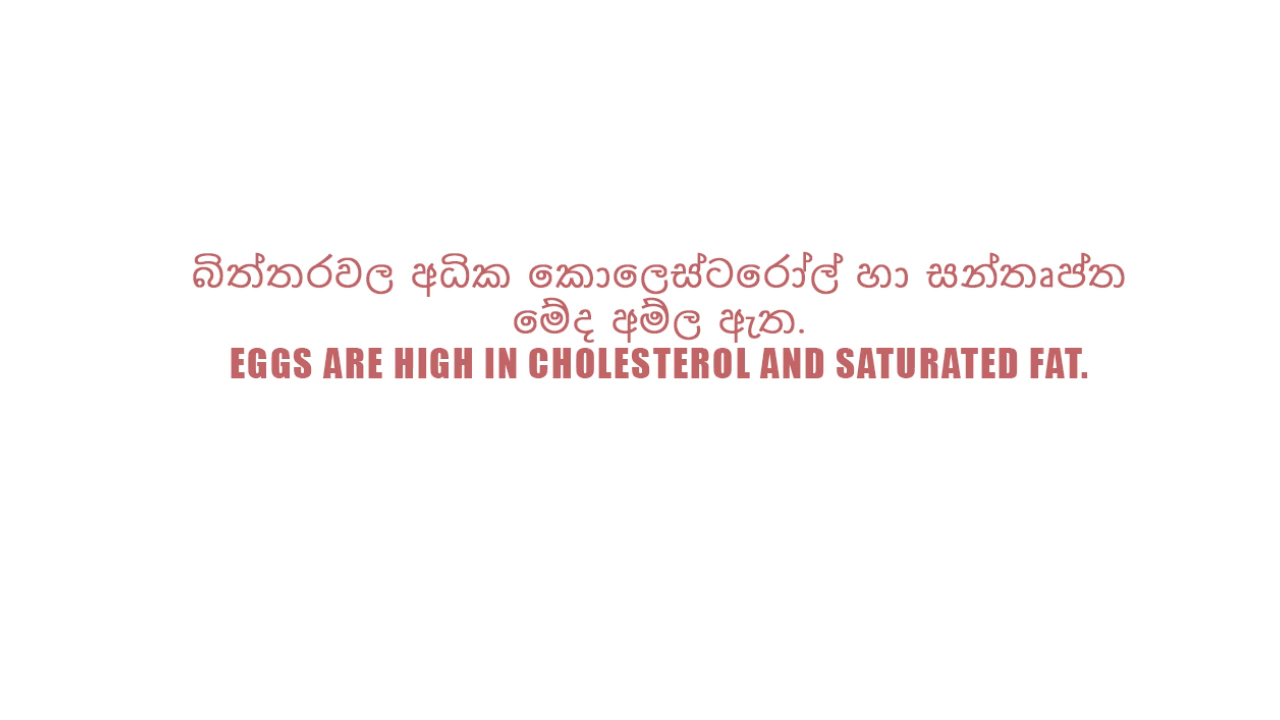 බිත්තරවල අධික කොලෙස්ටරෝල් හා සන්තෘප්ත
මේද අම්ල ඇත.
EGGS ARE HIGH IN CHOLESTEROL AND SATURATED FAT.